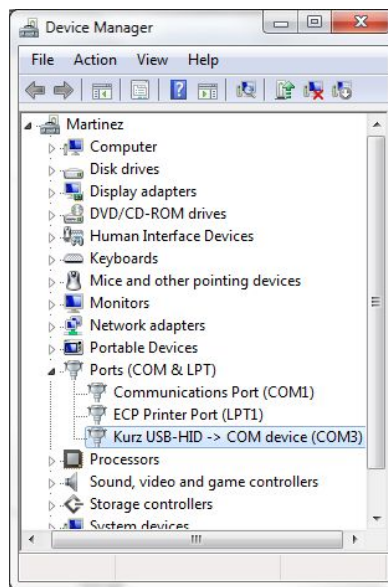 Device Manager
File Action View Help
Martinez
Computer
Disk drives
Display adapters
DVD/CD-ROM drives
Human Interface Devices
Keyboards
Mice and other pointing devices
Monitors
Network adapters
Portable Devices
Ports (COM & LPT)
Communications Port (COM1)
ECP Printer Port (LPT1)
Kurz USB-HID -> COM device (COM3)
Processors
Sound, video and game controllers
Storage controllers
System devices